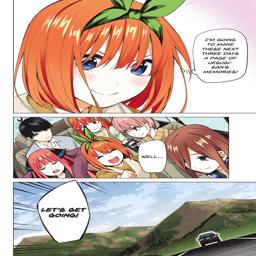 I'M GOING
TO MAKE
THESE NEXT
THREE DAYS
A PAGE OF
UESUGI-
SAN'S
MEMORIES!
WELL...
LET'S GET
GOING!